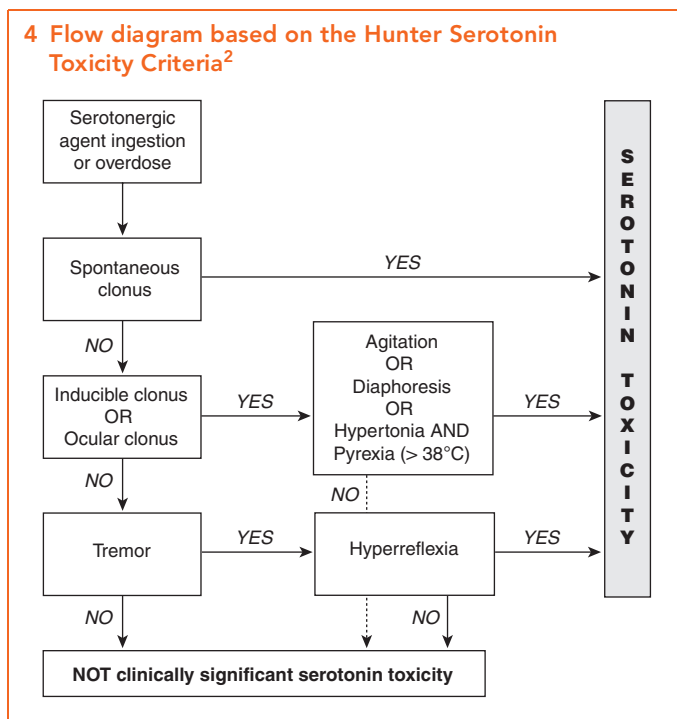 4 Flow diagram based on the Hunter Serotonin
Toxicity Criteria2
Serotonergic
agent ingestion
or overdose
Spontaneous
clonus
YES
NO
Inducible clonus
OR
Ocular clonus
YES
Agitation
OR
Diaphoresis
OR
Hypertonia AND
Pyrexia (> 38°C)
YES
NO
NO
Tremor
YES
Hyperreflexia
YES
NO
NO
NOT clinically significant serotonin toxicity
SEROTONIN TOXICITY